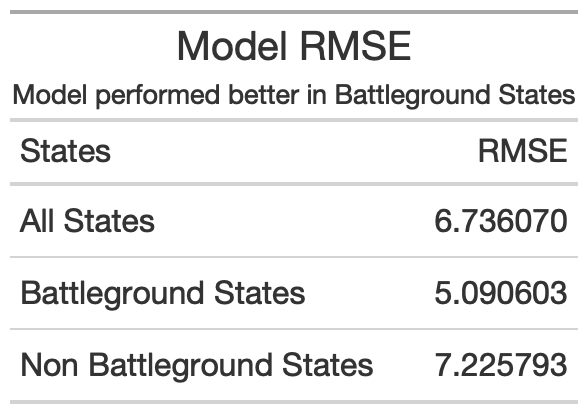 Model RMSE
Model performed better in Battleground States
States RMSE
All States 6.736070
Battleground States 5.090603
Non Battleground States 7.225793